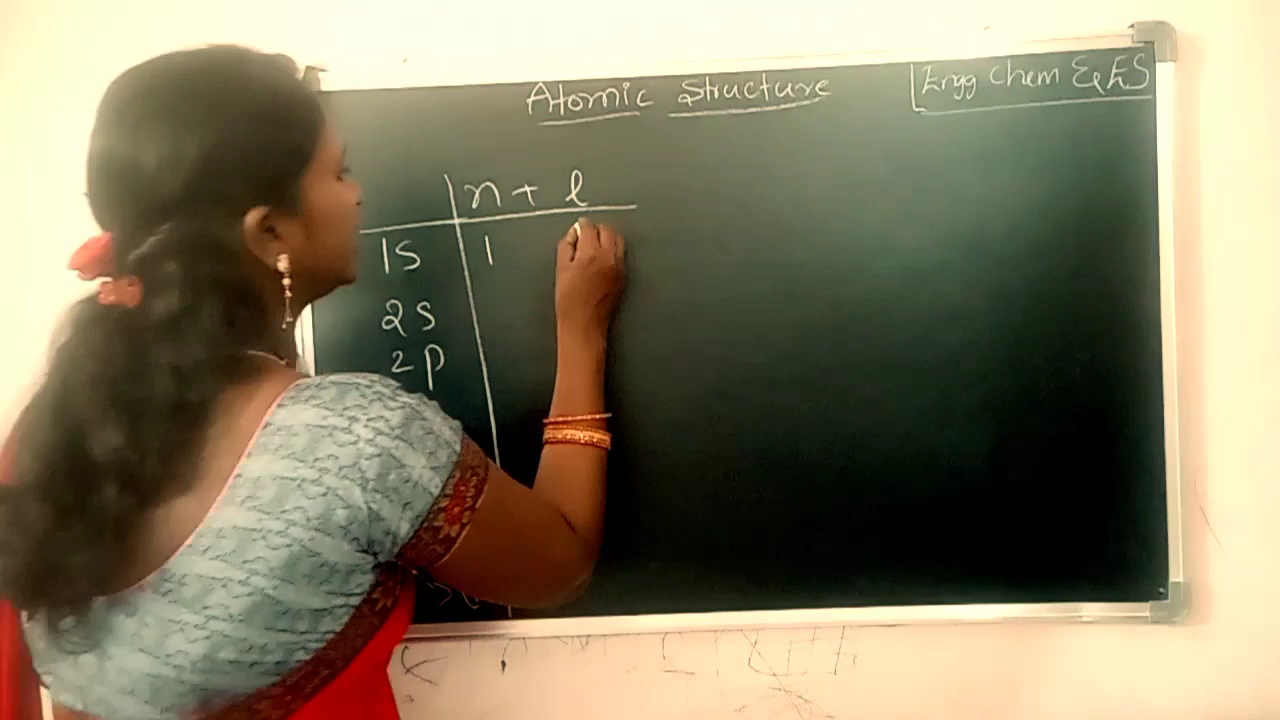 Atomic Structure
Engg Chem & ES
n + l
1s 1
2s
2p